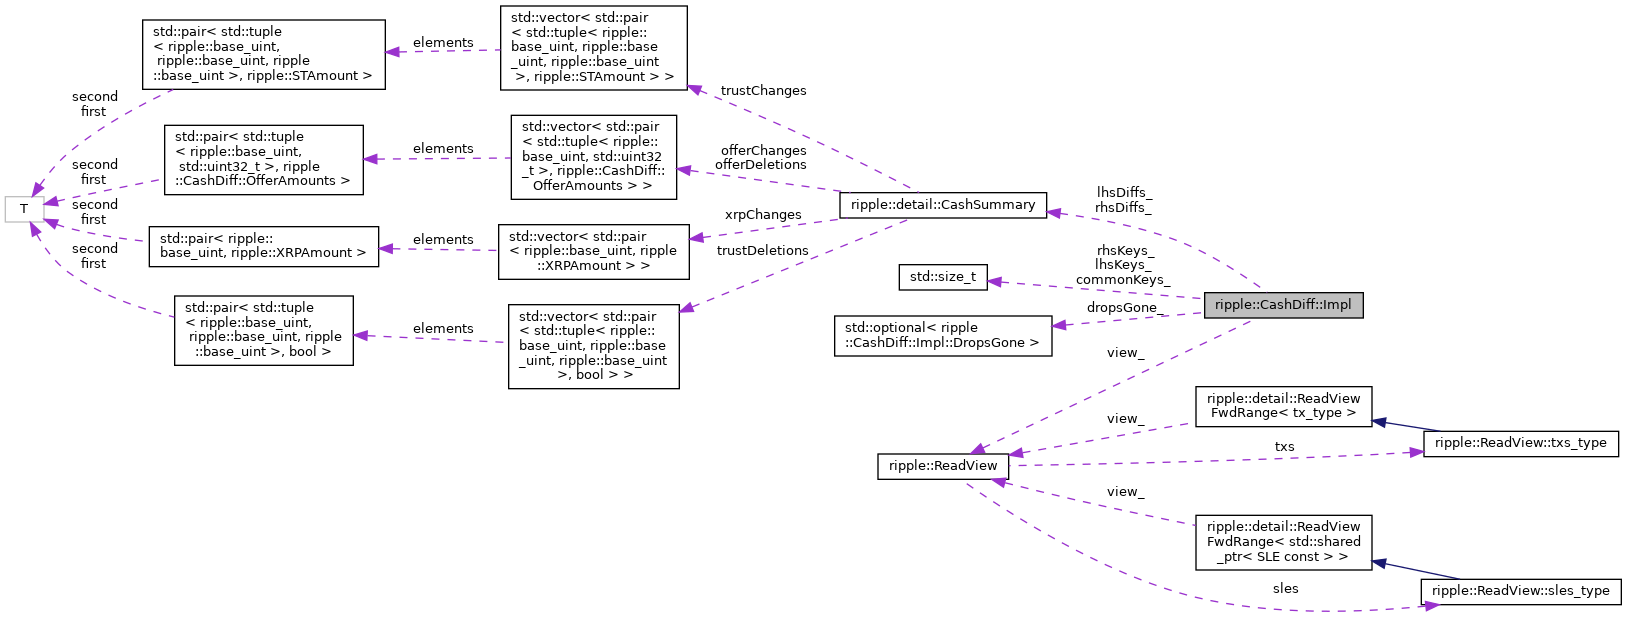 std::pair< std::tuple
< ripple::base_uint,
ripple::base_uint, ripple
::base_uint >, ripple::STAmount >
elements
std::vector< std::pair
< std::tuple< ripple::
base_uint, ripple::base
_uint, ripple::base_uint
>, ripple::STAmount > >
trustChanges
second
first
std::pair< std::tuple
< ripple::base_uint,
std::uint32_t >, ripple
::CashDiff::OfferAmounts >
elements
std::vector< std::pair
< std::tuple< ripple::
base_uint, std::uint32
_t >, ripple::CashDiff::
OfferAmounts > >
offerChanges
offerDeletions
second
first
T
second
first
std::pair< ripple::
base_uint, ripple::XRPAmount >
elements
std::vector< std::pair
< ripple::base_uint, ripple
::XRPAmount > >
xrpChanges
trustDeletions
ripple::detail::CashSummary
lhsDiffs_
rhsDiffs_
second
first
std::pair< std::tuple
< ripple::base_uint,
ripple::base_uint, ripple
::base_uint >, bool >
elements
std::vector< std::pair
< std::tuple< ripple::
base_uint, ripple::base
_uint, ripple::base_uint
>, bool > >
std::size_t
rhsKeys_
lhsKeys_
commonKeys_
ripple::CashDiff::Impl
std::optional< ripple
::CashDiff::Impl::DropsGone >
dropsGone_
view_
ripple::ReadView
view_
ripple::detail::ReadView
FwdRange< tx_type >
txs
ripple::ReadView::txs_type
view_
ripple::detail::ReadView
FwdRange< std::shared
_ptr< SLE const > >
sles
ripple::ReadView::sles_type